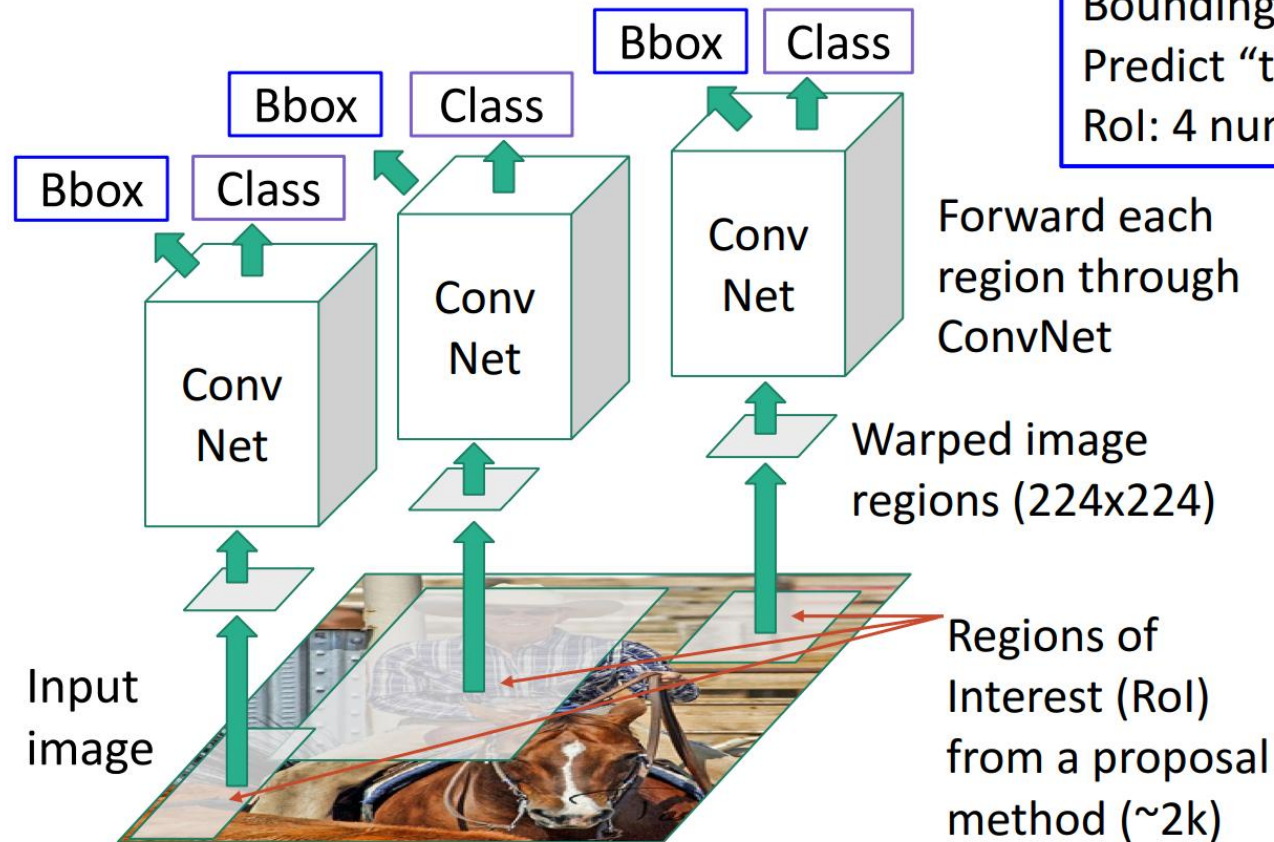 Bbox
Class
Bbox
Class
Bbox
Class
Bounding
Predict “t
RoI: 4 nu
Conv
Net
Conv
Net
Conv
Net
Forward each
region through
ConvNet
Warped image
regions (224x224)
Input
image
Regions of
Interest (RoI)
from a proposal
method (~2k)